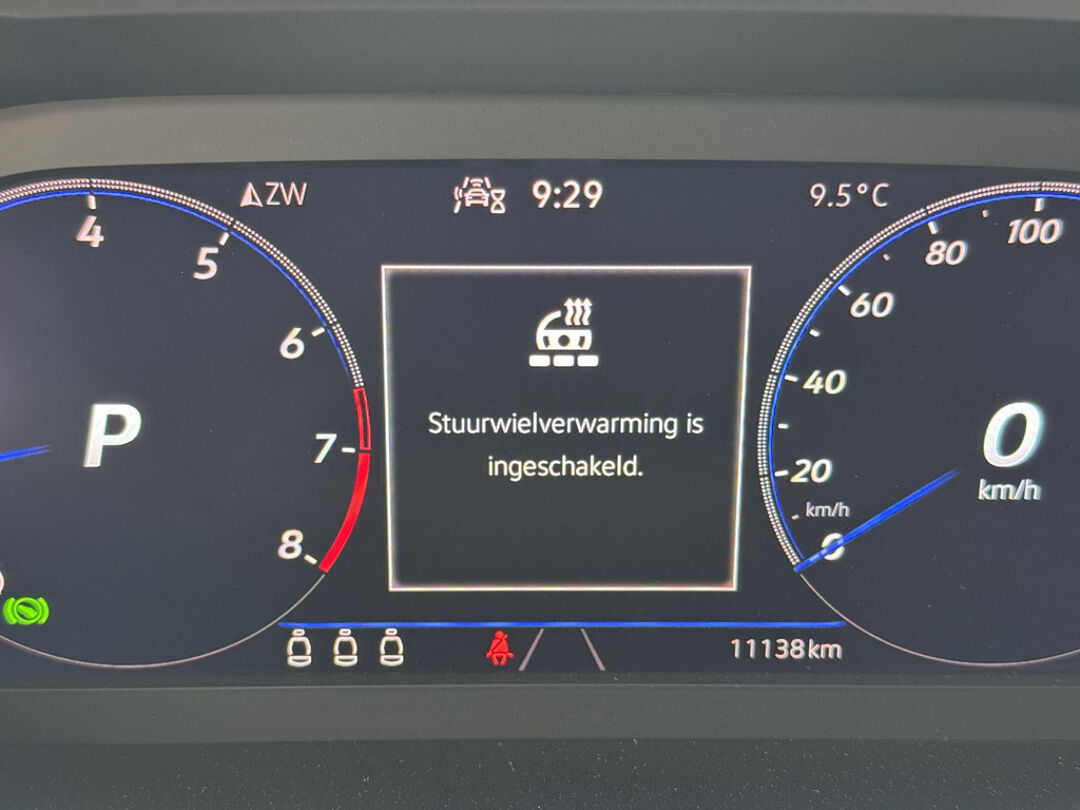 ZW 9:29 9.5°C
4
5
6
7
8
P
Stuurwielverwarming is
ingeschakeld.
100
80
60
40
20
km/h
0
0
km/h
11138km